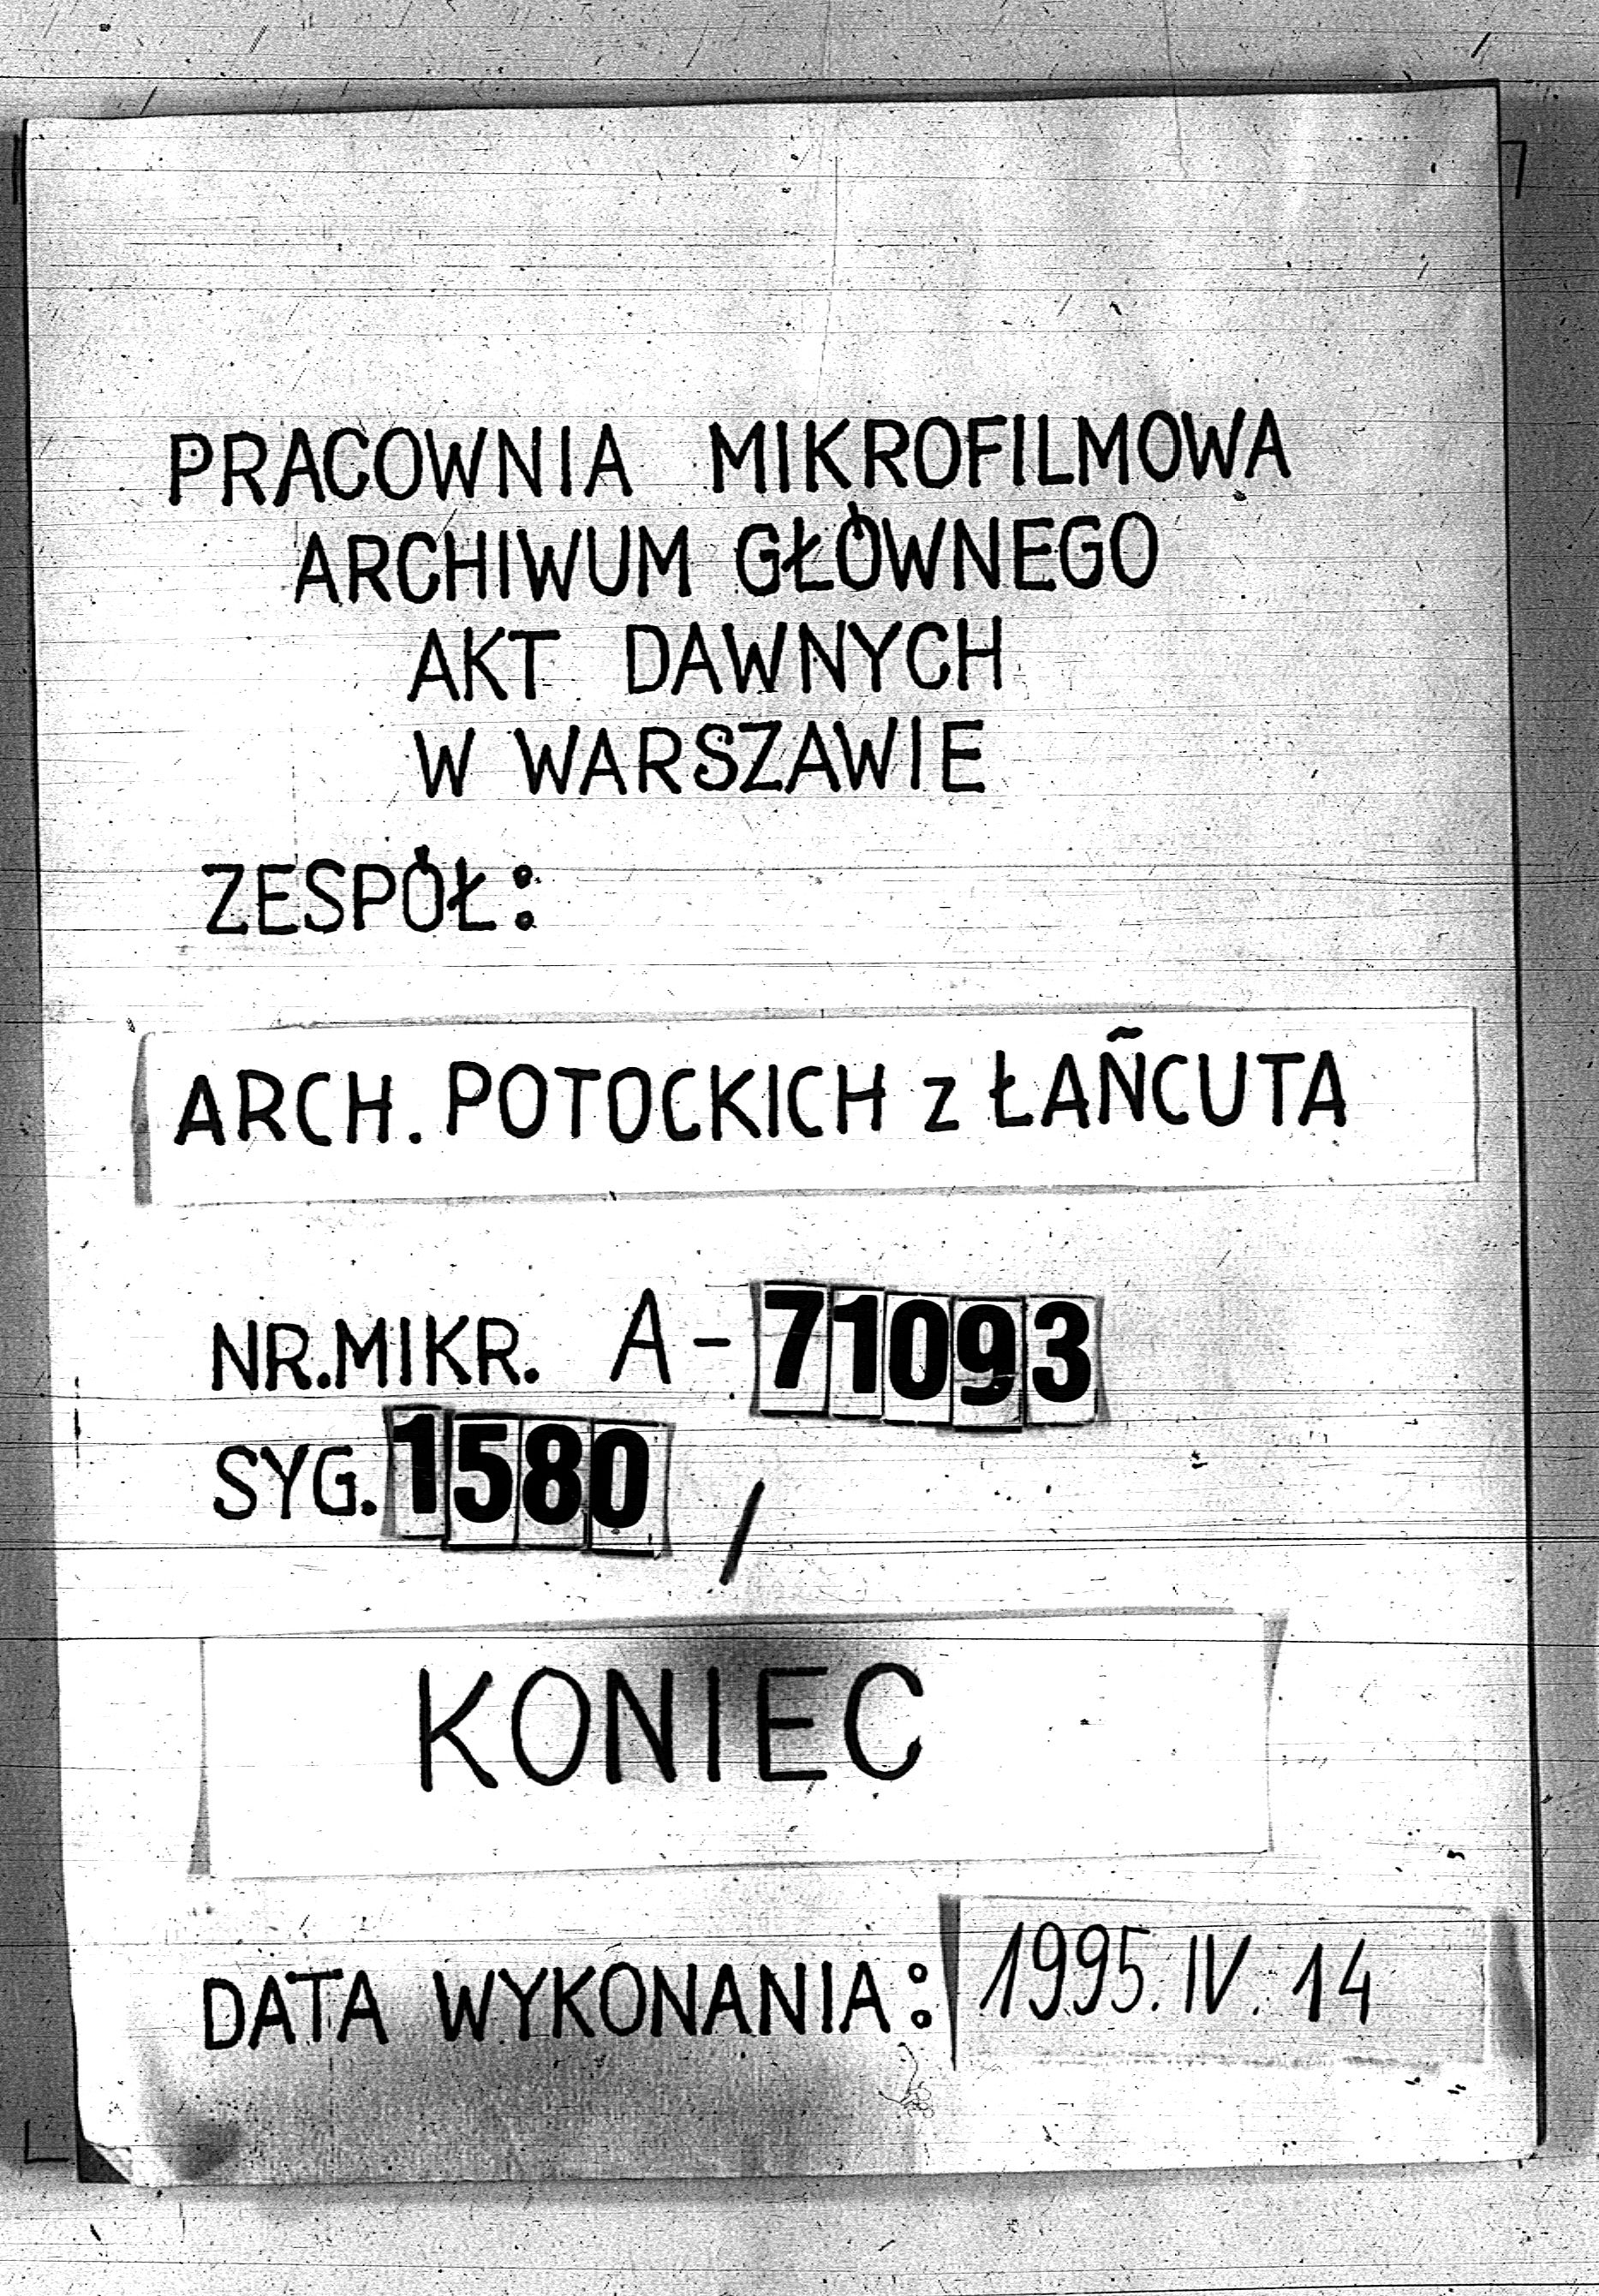 PRACOWNIA MIKROFILMOWA
ARCHIWUM GŁÓWNEGO
AKT DAWNYCH
W WARSZAWIE
ZESPÓŁ:
ARCH. POTOCKICH z ŁAŃCUTA
NR.MIKR. A-71093
SYG. 1580 /
KONIEC
DATA WYKONANIA: 1995.IV.14